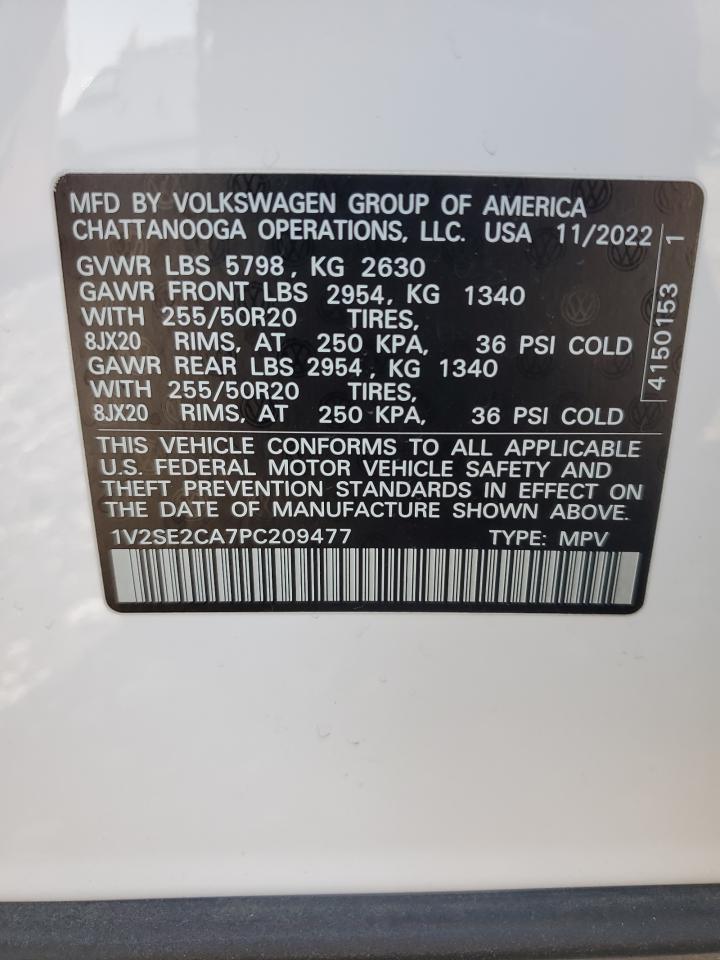 MFD BY VOLKSWAGEN GROUP OF AMERICA
CHATTANOOGA OPERATIONS, LLC. USA 11/2022
GVWR LBS 5798, KG 2630
GAWR FRONT LBS 2954, KG 1340
WITH 255/50R20 TIRES,
8JX20 RIMS, AT 250 KPA, 36 PSI COLD
GAWR REAR LBS 2954, KG 1340
WITH 255/50R20 TIRES,
8JX20 RIMS, AT 250 KPA, 36 PSI COLD
4150153 1
THIS VEHICLE CONFORMS TO ALL APPLICABLE
U.S. FEDERAL MOTOR VEHICLE SAFETY AND
THEFT PREVENTION STANDARDS IN EFFECT ON
THE DATE OF MANUFACTURE SHOWN ABOVE.
1V2SE2CA7PC209477 TYPE: MPV